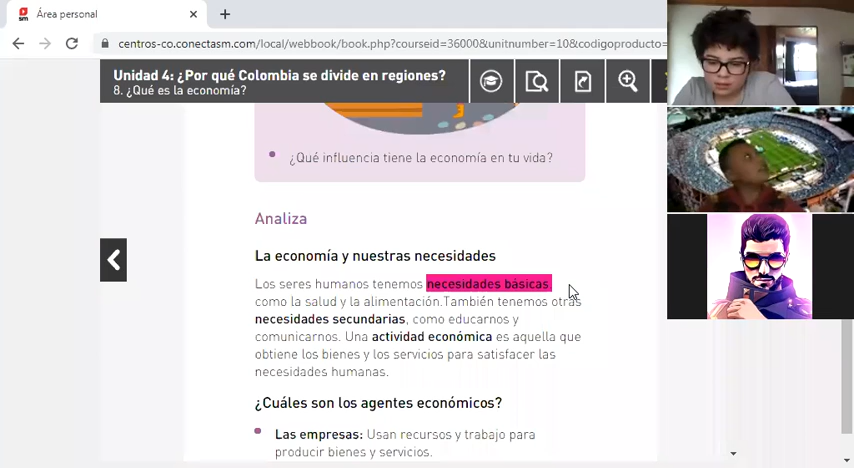 Área personal
centros-co.conectasm.com/local/webbook/book.php?courseid=36000&unitnumber=10&codigoproducto=
Unidad 4: ¿Por qué Colombia se divide en regiones?
8. ¿Qué es la economía?
¿Qué influencia tiene la economía en tu vida?
Analiza
La economía y nuestras necesidades
Los seres humanos tenemos necesidades básicas,
como la salud y la alimentación.También tenemos otras
necesidades secundarias, como educarnos y
comunicarnos. Una actividad económica es aquella que
obtiene los bienes y los servicios para satisfacer las
necesidades humanas.
¿Cuáles son los agentes económicos?
Las empresas: Usan recursos y trabajo para
producir bienes y servicios.